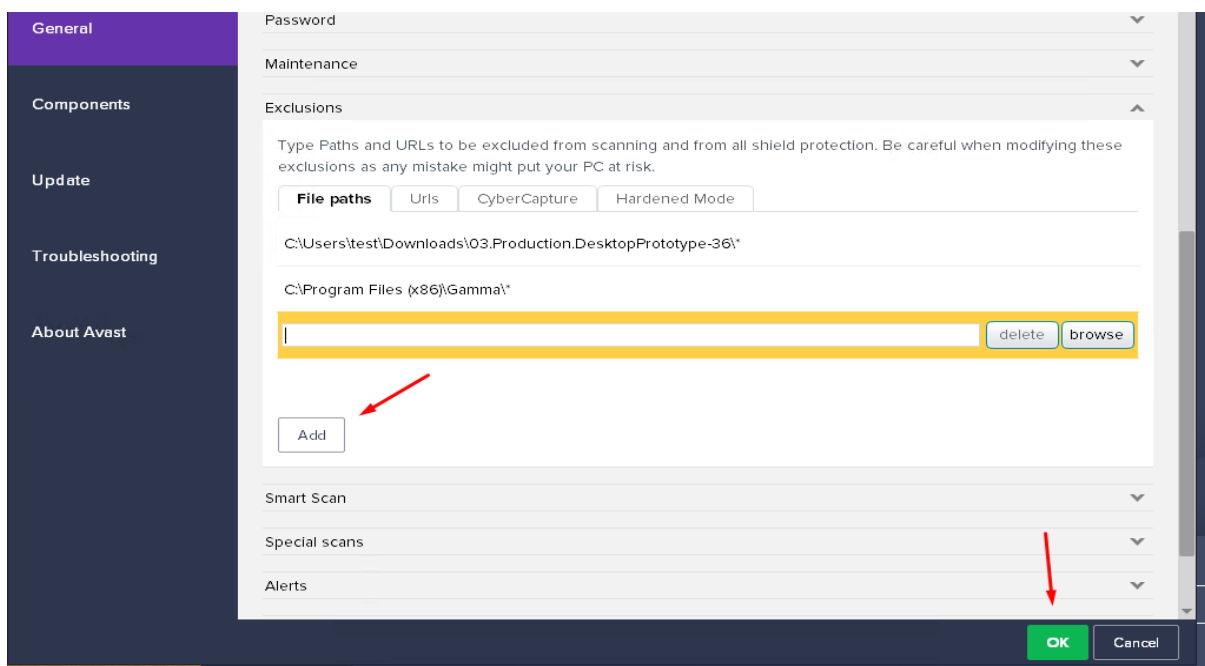 General
Components
Update
Troubleshooting
About Avast
Password
Maintenance
Exclusions
Type Paths and URLs to be excluded from scanning and from all shield protection. Be careful when modifying these
exclusions as any mistake might put your PC at risk.
File paths Urls CyberCapture Hardened Mode
C:\Users\test\Downloads\03.Production.DesktopPrototype-36\*
C:\Program Files (x86)\Gamma\*
delete browse
Add
Smart Scan
Special scans
Alerts
OK Cancel